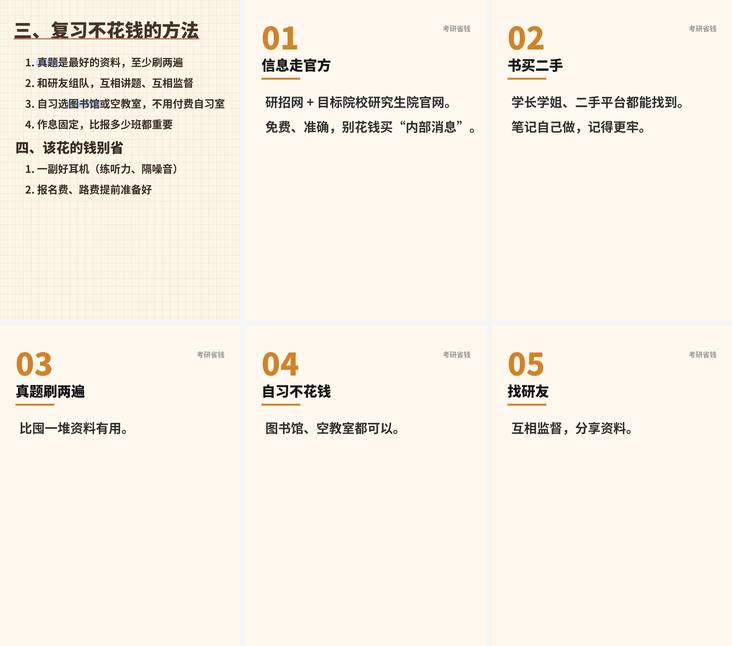 三、复习不花钱的方法
1. 真题是最好的资料，至少刷两遍
2. 和研友组队，互相讲题、互相监督
3. 自习选图书馆或空教室，不用付费自习室
4. 作息固定，比报多少班都重要
四、该花的钱别省
1. 一副好耳机（练听力、隔噪音）
2. 报名费、路费提前准备好
01
考研省钱
信息走官方
研招网 + 目标院校研究生院官网。
免费、准确，别花钱买“内部消息”。
02
考研省钱
书买二手
学长学姐、二手平台都能找到。
笔记自己做，记得更牢。
03
考研省钱
真题刷两遍
比囤一堆资料有用。
04
考研省钱
自习不花钱
图书馆、空教室都可以。
05
考研省钱
找研友
互相监督，分享资料。